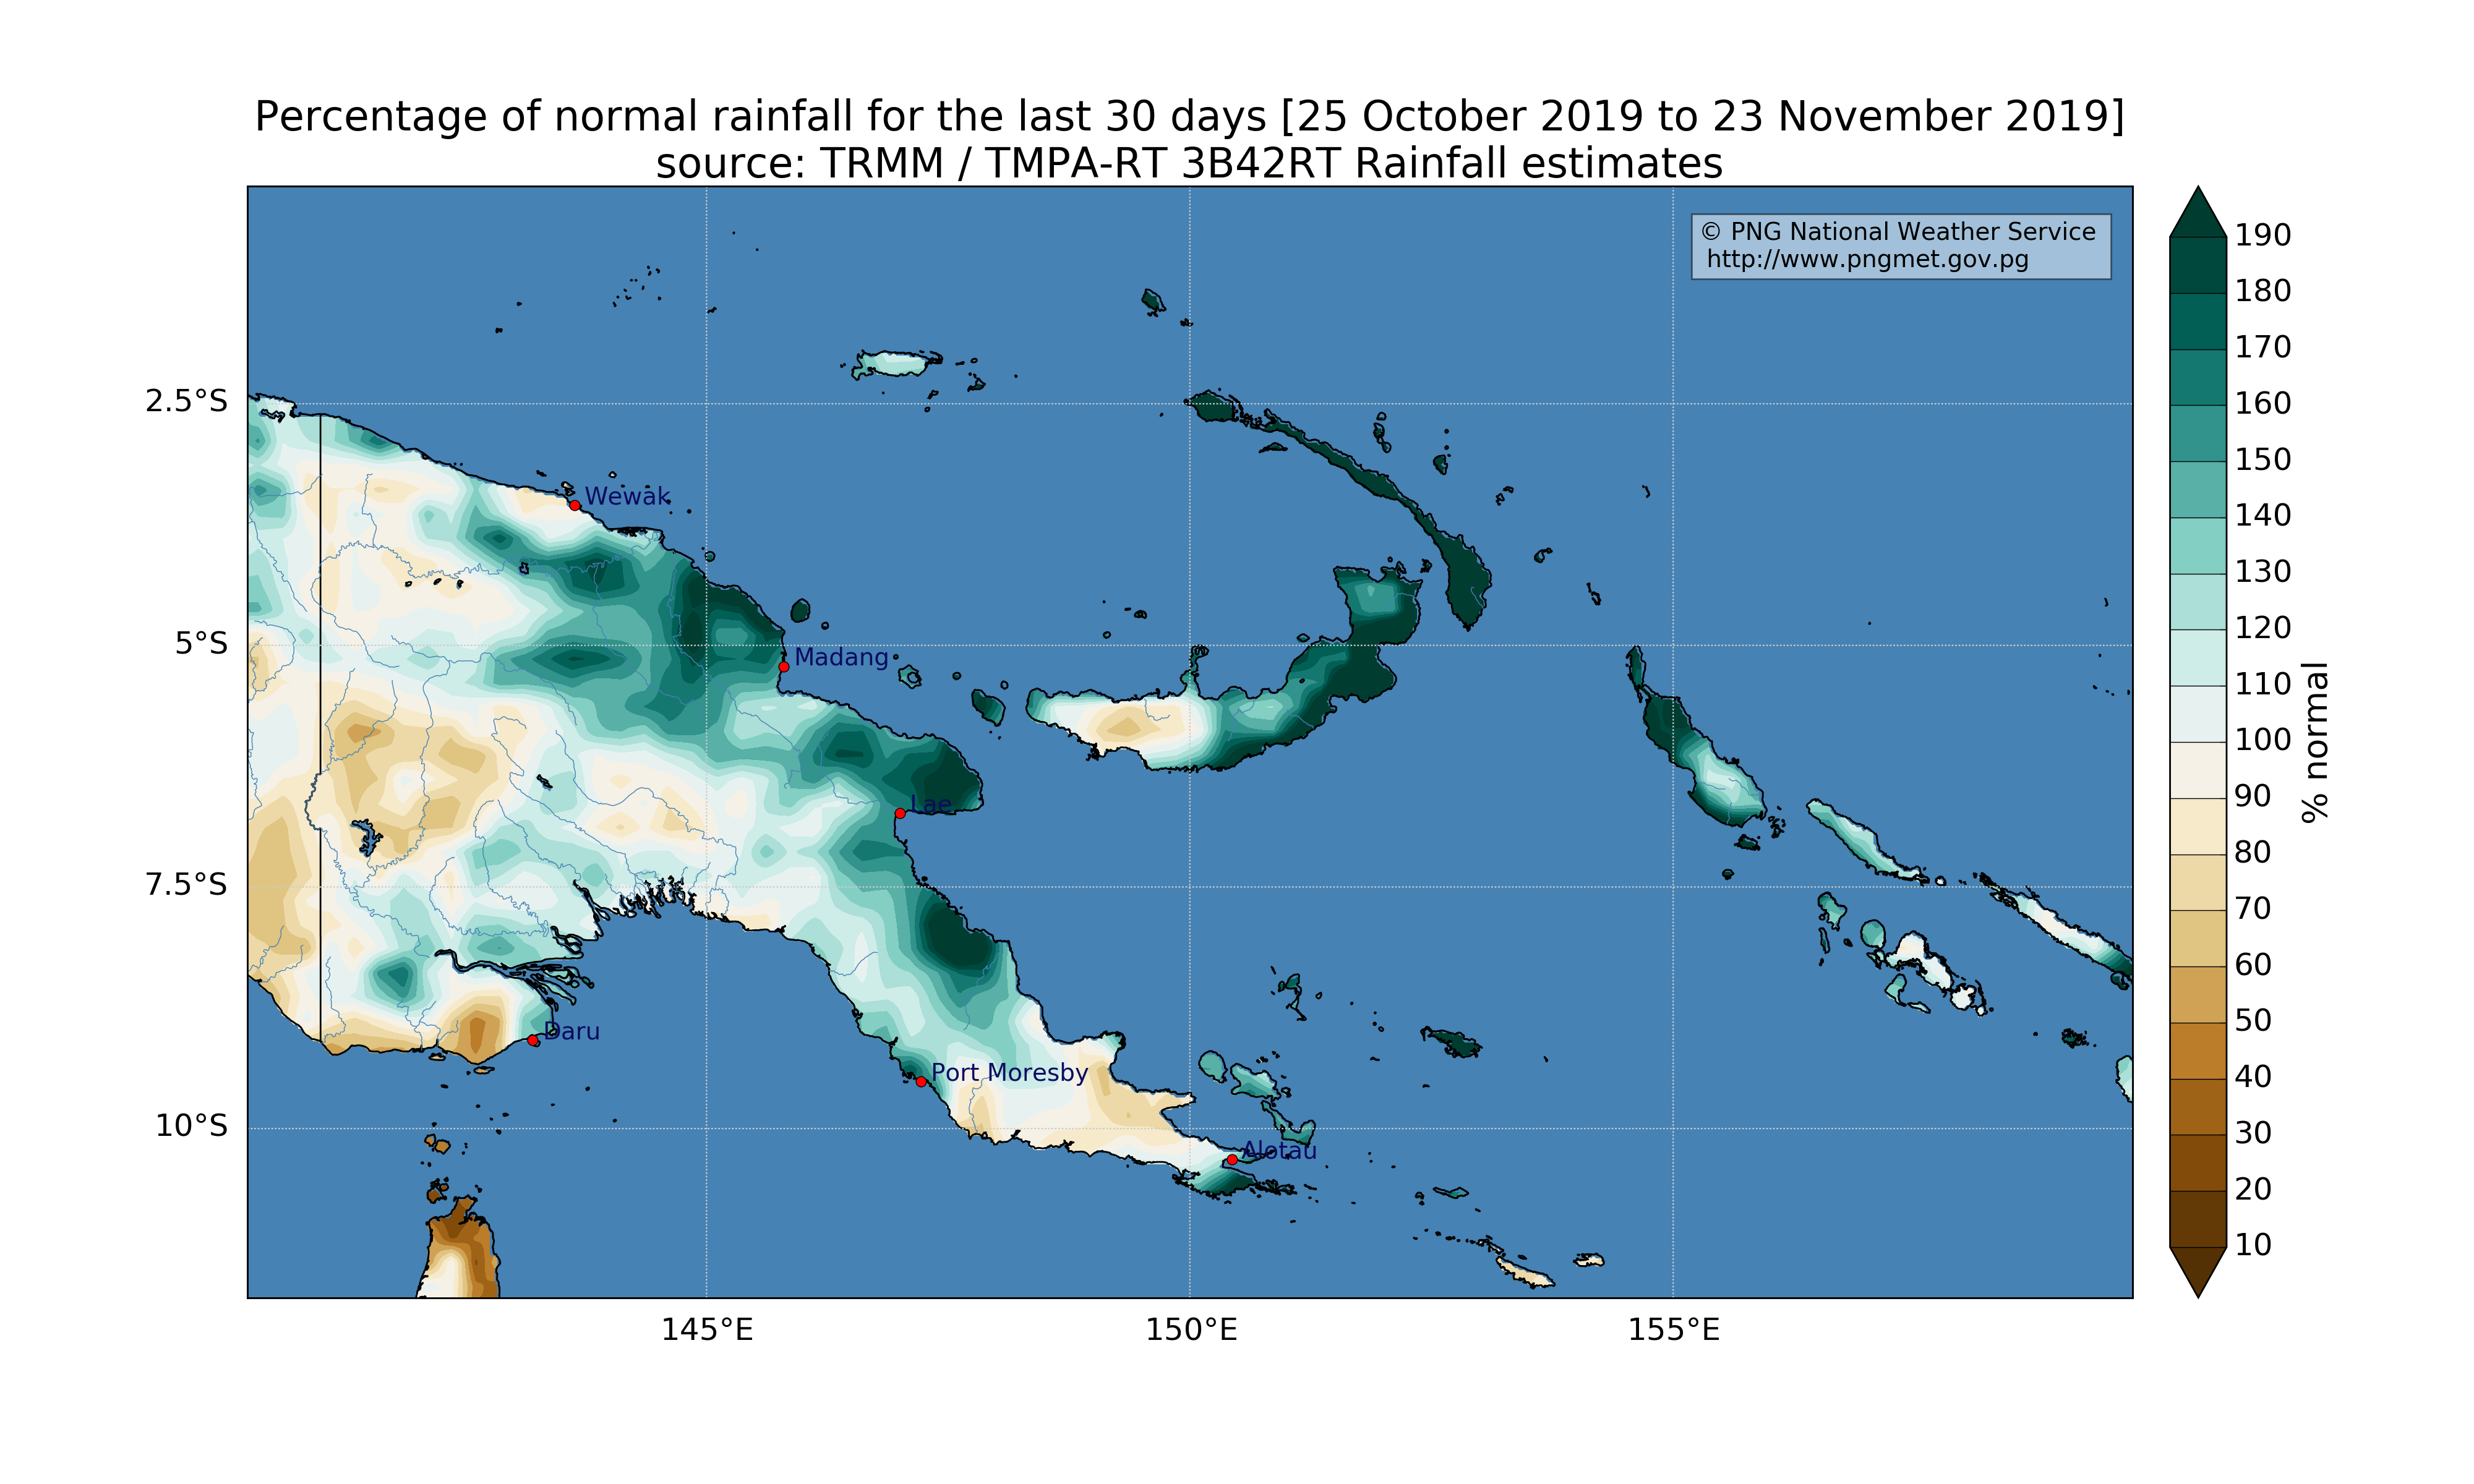 Percentage of normal rainfall for the last 30 days [25 October 2019 to 23 November 2019]
source: TRMM / TMPA-RT 3B42RT Rainfall estimates
© PNG National Weather Service
http://www.pngmet.gov.pg
2.5°S
5°S
7.5°S
10°S
Wewak
Madang
Lae
Daru
Port Moresby
Alotau
145°E
150°E
155°E
190
180
170
160
150
140
130
120
110
100
90
80
70
60
50
40
30
20
10
% normal